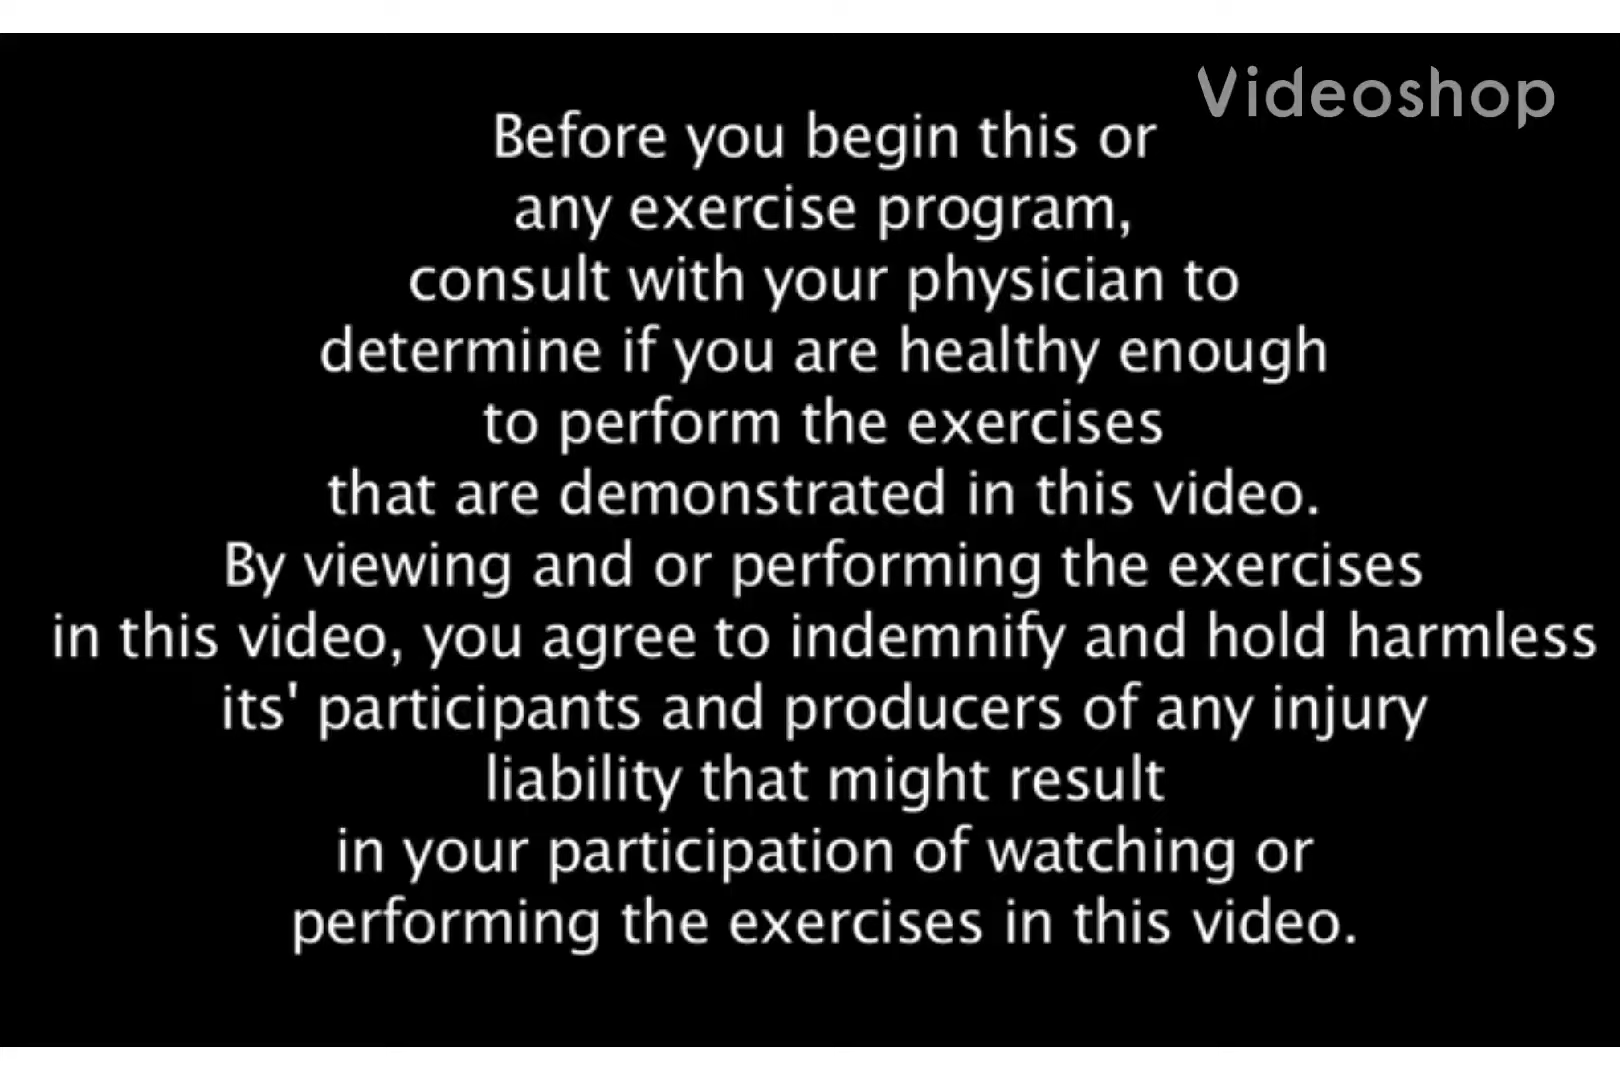 Videoshop
Before you begin this or
any exercise program,
consult with your physician to
determine if you are healthy enough
to perform the exercises
that are demonstrated in this video.
By viewing and or performing the exercises
in this video, you agree to indemnify and hold harmless
its' participants and producers of any injury
liability that might result
in your participation of watching or
performing the exercises in this video.